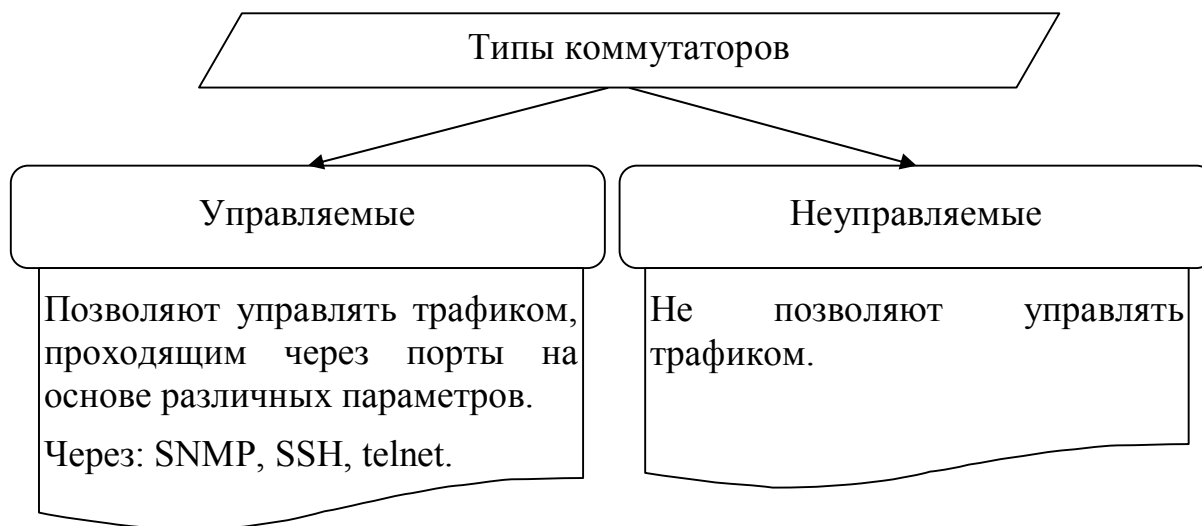 Типы коммутаторов
Управляемые
Позволяют управлять трафиком,
проходящим через порты на
основе различных параметров.
Через: SNMP, SSH, telnet.
Неуправляемые
Не позволяют управлять
трафиком.